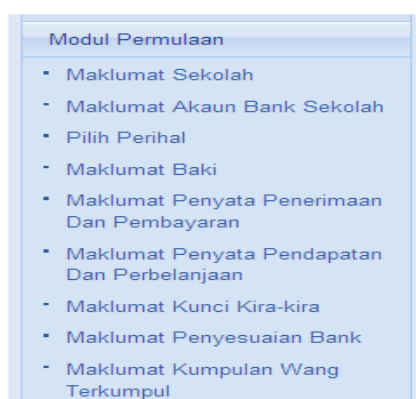 Modul Permulaan
Maklumat Sekolah
Maklumat Akaun Bank Sekolah
Pilih Perihal
Maklumat Baki
Maklumat Penyata Penerimaan
Dan Pembayaran
Maklumat Penyata Pendapatan
Dan Perbelanjaan
Maklumat Kunci Kira-kira
Maklumat Penyesuaian Bank
Maklumat Kumpulan Wang
Terkumpul